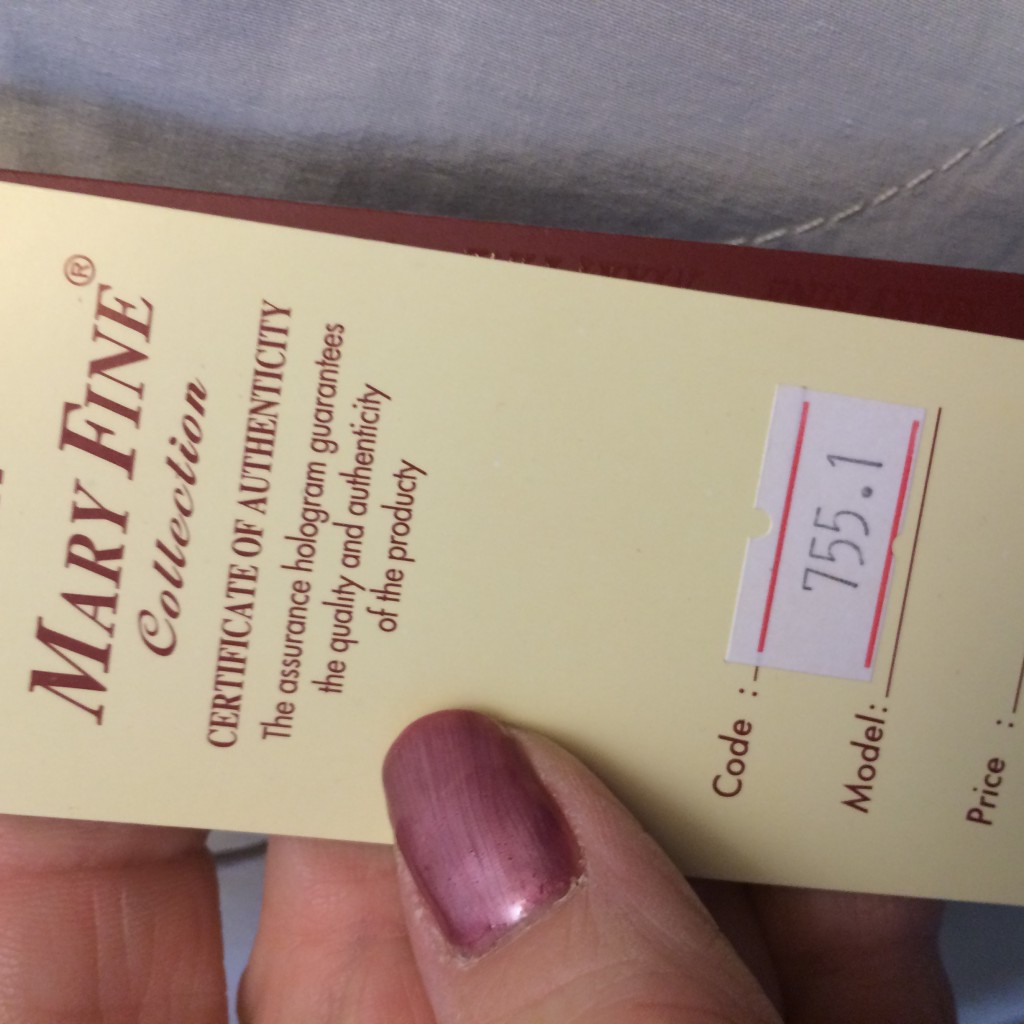 MARY FINE®
Collection
CERTIFICATE OF AUTHENTICITY
The assurance hologram guarantees
the quality and authenticity
of the producty
Code :
755.1
Model:
Price :